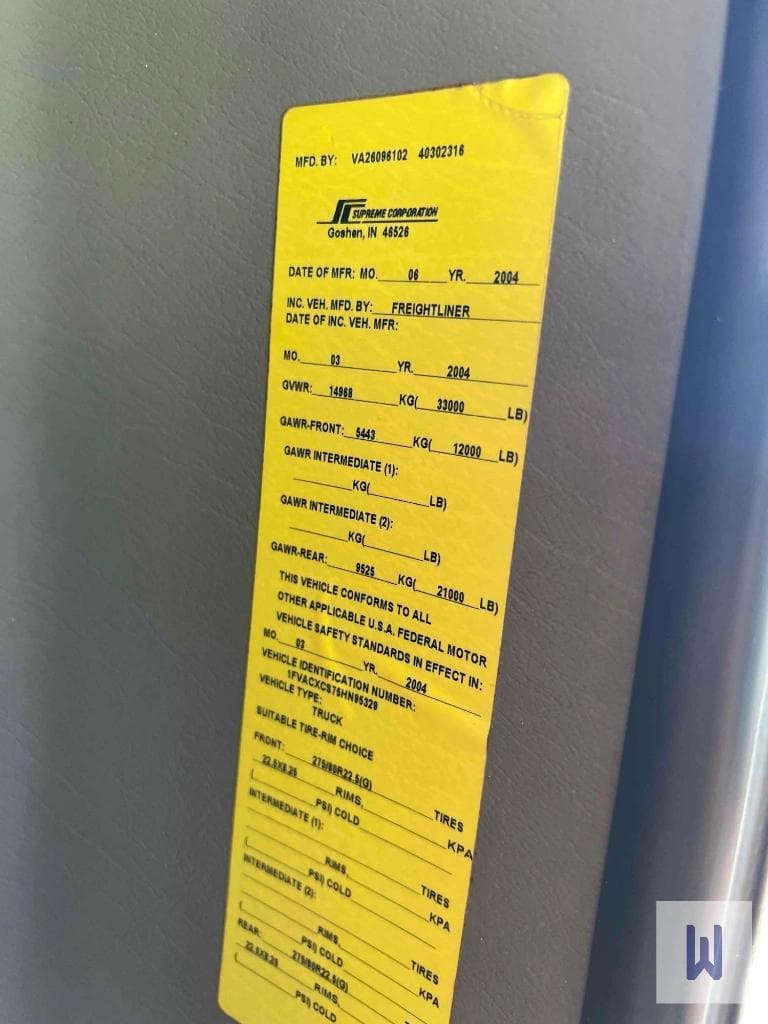 MFD. BY: VA26096102 40302316
SUPREME CORPORATION
Goshen, IN 46526
DATE OF MFR: MO. 06 YR. 2004
INC. VEH. MFD. BY: FREIGHTLINER
DATE OF INC. VEH. MFR:
MO. 03 YR. 2004
GVWR: 14968 KG( 33000 LB)
GAWR-FRONT: 5443 KG( 12000 LB)
GAWR INTERMEDIATE (1):
KG( LB)
GAWR INTERMEDIATE (2):
KG( LB)
GAWR-REAR: 9525 KG( 21000 LB)
THIS VEHICLE CONFORMS TO ALL
OTHER APPLICABLE U.S.A. FEDERAL MOTOR
VEHICLE SAFETY STANDARDS IN EFFECT IN:
MO. 03 YR. 2004
VEHICLE IDENTIFICATION NUMBER:
1FVACXCS75HN95329
VEHICLE TYPE:
TRUCK
SUITABLE TIRE-RIM CHOICE
FRONT: 275/80R22.5(G) TIRES
22.5X8.25 RIMS, KPA
( PSI) COLD
INTERMEDIATE (1): TIRES
RIMS, KPA
( PSI) COLD
INTERMEDIATE (2): TIRES
RIMS, KPA
( PSI) COLD
REAR: 275/80R22.5(G) TIRES
22.5X8.25 RIMS,
PSI) COLD
W